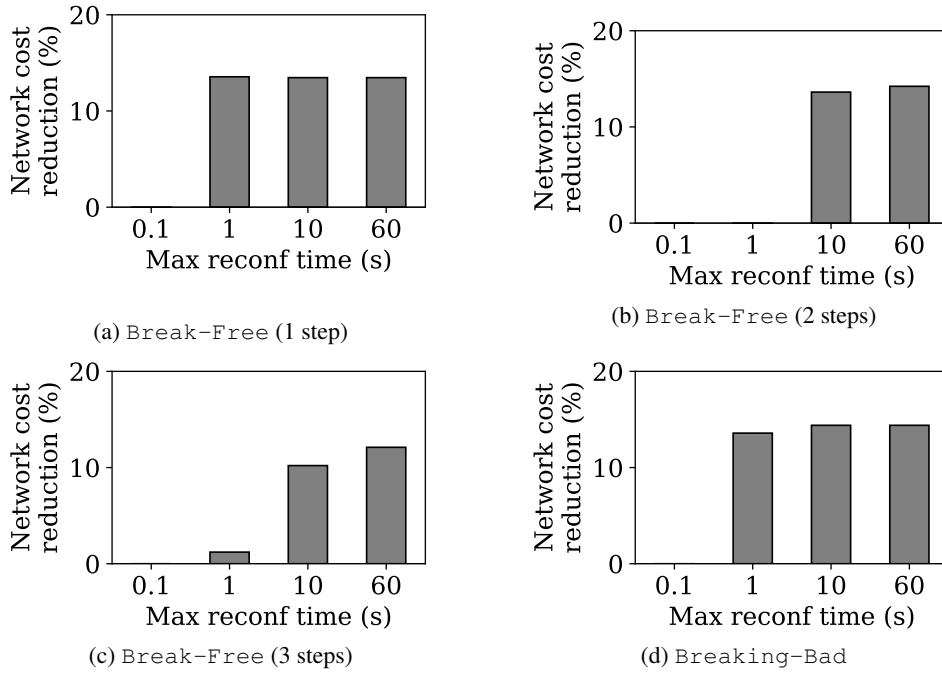 20
10
0
Network cost
reduction (%)
0.1 1 10 60
Max reconf time (s)
(a) Break-Free (1 step)
20
10
0
Network cost
reduction (%)
0.1 1 10 60
Max reconf time (s)
(b) Break-Free (2 steps)
20
10
0
Network cost
reduction (%)
0.1 1 10 60
Max reconf time (s)
(c) Break-Free (3 steps)
20
10
0
Network cost
reduction (%)
0.1 1 10 60
Max reconf time (s)
(d) Breaking-Bad